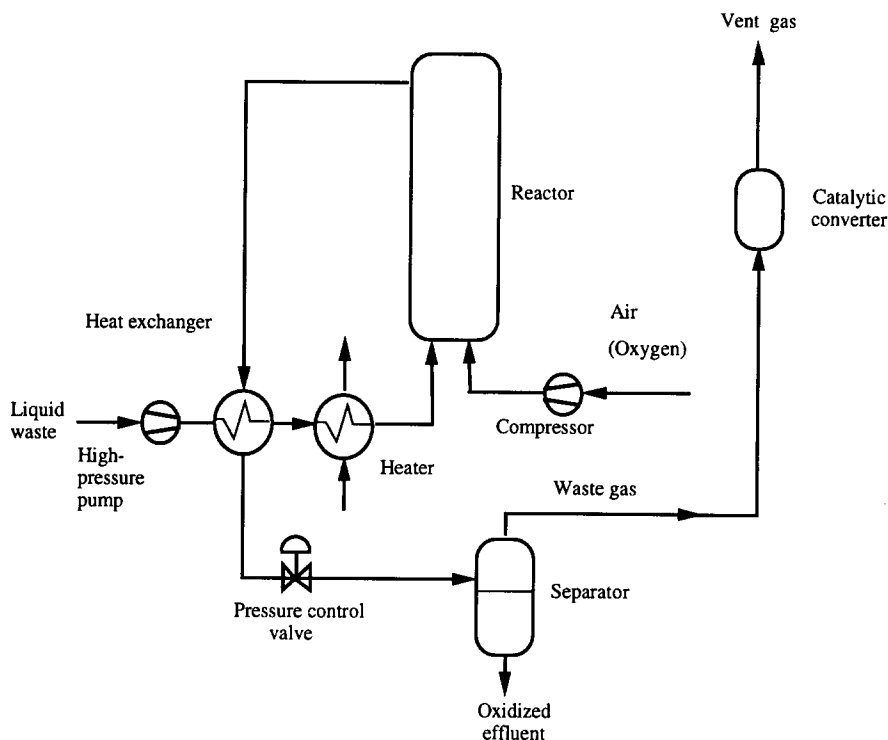 Vent gas
Reactor
Catalytic
converter
Heat exchanger
Air
(Oxygen)
Liquid
waste
High-
pressure
pump
Compressor
Heater
Waste gas
Separator
Pressure control
valve
Oxidized
effluent